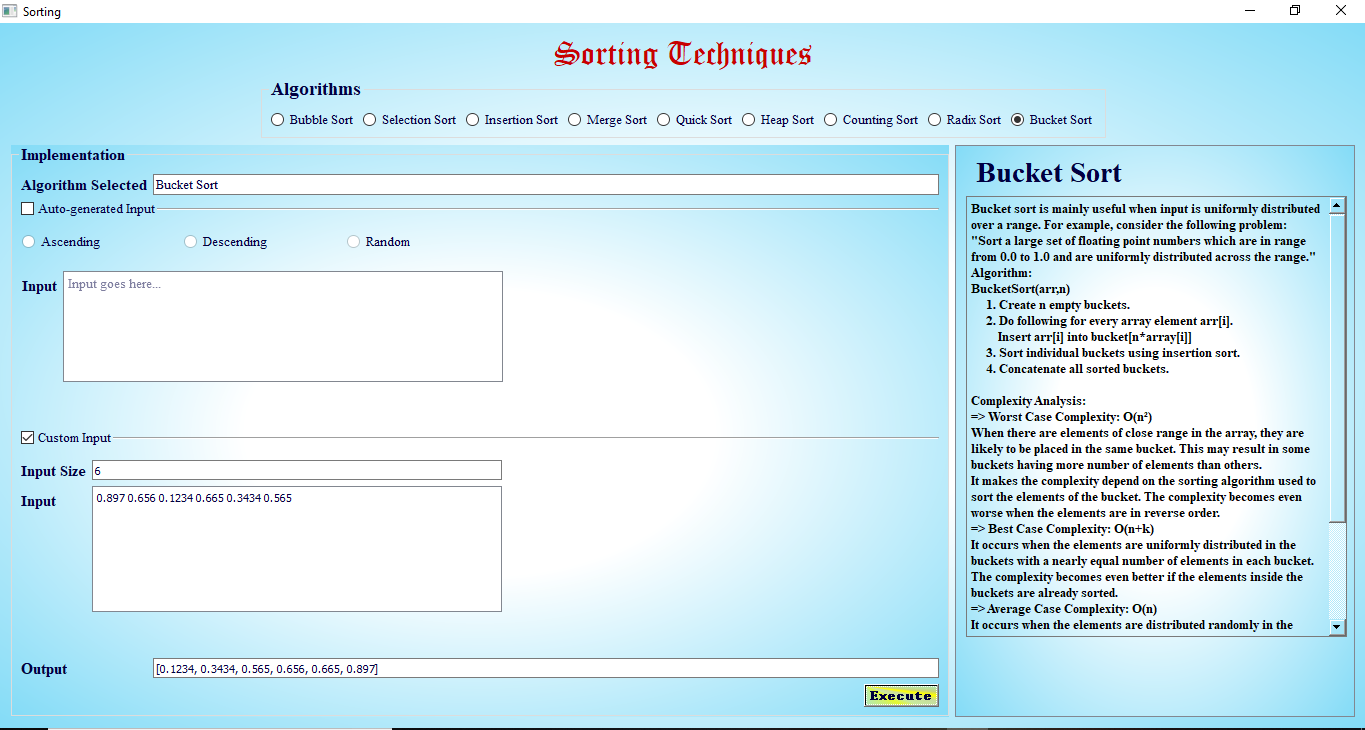 Sorting
Sorting Techniques
Algorithms
Bubble Sort Selection Sort Insertion Sort Merge Sort Quick Sort Heap Sort Counting Sort Radix Sort Bucket Sort
Implementation
Algorithm Selected Bucket Sort
Auto-generated Input
Ascending Descending Random
Input Input goes here...
Custom Input
Input Size 6
Input 0.897 0.656 0.1234 0.665 0.3434 0.565
Output [0.1234, 0.3434, 0.565, 0.656, 0.665, 0.897]
Execute
Bucket Sort
Bucket sort is mainly useful when input is uniformly distributed
over a range. For example, consider the following problem:
"Sort a large set of floating point numbers which are in range
from 0.0 to 1.0 and are uniformly distributed across the range."
Algorithm:
BucketSort(arr,n)
1. Create n empty buckets.
2. Do following for every array element arr[i].
Insert arr[i] into bucket[n*array[i]]
3. Sort individual buckets using insertion sort.
4. Concatenate all sorted buckets.
Complexity Analysis:
=> Worst Case Complexity: O(n²)
When there are elements of close range in the array, they are
likely to be placed in the same bucket. This may result in some
buckets having more number of elements than others.
It makes the complexity depend on the sorting algorithm used to
sort the elements of the bucket. The complexity becomes even
worse when the elements are in reverse order.
=> Best Case Complexity: O(n+k)
It occurs when the elements are uniformly distributed in the
buckets with a nearly equal number of elements in each bucket.
The complexity becomes even better if the elements inside the
buckets are already sorted.
=> Average Case Complexity: O(n)
It occurs when the elements are distributed randomly in the